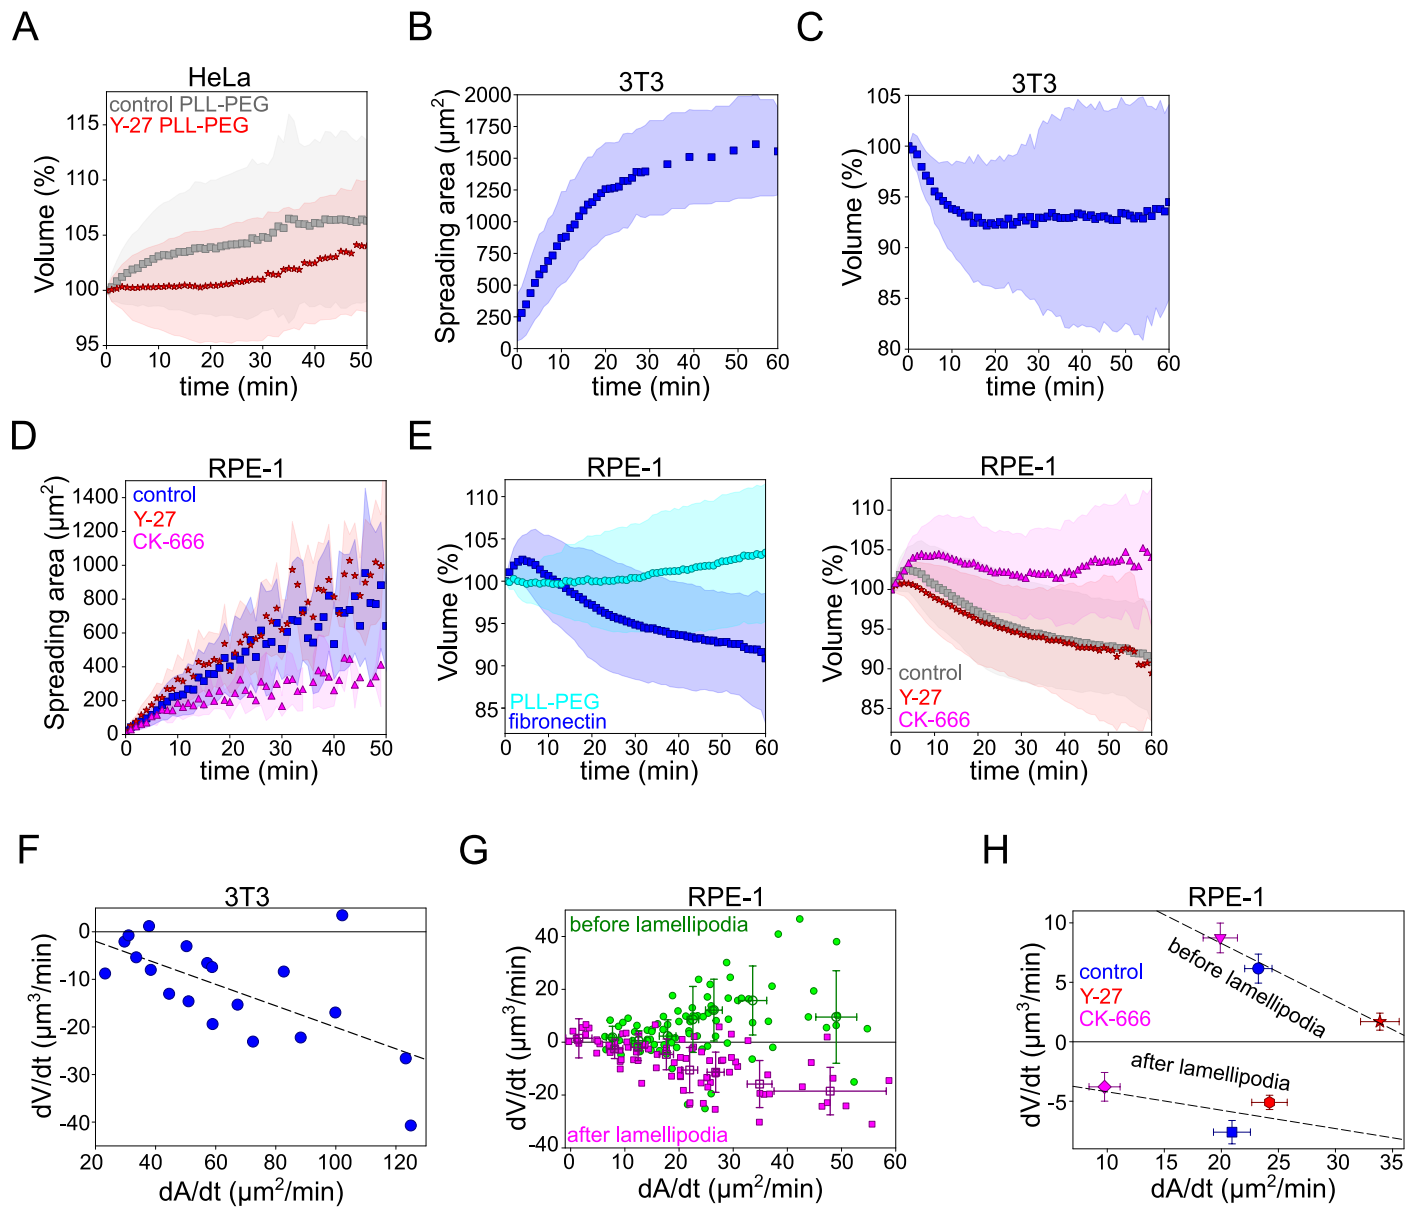 A
HeLa
control PLL-PEG
Y-27 PLL-PEG
Volume (%)
115
110
105
100
95
0 10 20 30 40 50
time (min)
B
3T3
Spreading area (µm²)
2000
1750
1500
1250
1000
750
500
250
0
0 10 20 30 40 50 60
time (min)
C
3T3
Volume (%)
105
100
95
90
85
80
0 10 20 30 40 50 60
time (min)
D
RPE-1
control
Y-27
CK-666
Spreading area (µm²)
1400
1200
1000
800
600
400
200
0
0 10 20 30 40 50
time (min)
E
RPE-1
Volume (%)
110
105
100
95
90
85
PLL-PEG
fibronectin
0 10 20 30 40 50 60
time (min)
RPE-1
Volume (%)
110
105
100
95
90
85
control
Y-27
CK-666
0 10 20 30 40 50 60
time (min)
F
3T3
dV/dt (µm³/min)
0
-10
-20
-30
-40
20 40 60 80 100 120
dA/dt (µm²/min)
G
RPE-1
before lamellipodia
dV/dt (µm³/min)
40
20
0
-20
-40
after lamellipodia
0 10 20 30 40 50 60
dA/dt (µm²/min)
H
RPE-1
dV/dt (µm³/min)
10
5
0
-5
control
Y-27
CK-666
before lamellipodia
after lamellipodia
10 15 20 25 30 35
dA/dt (µm²/min)